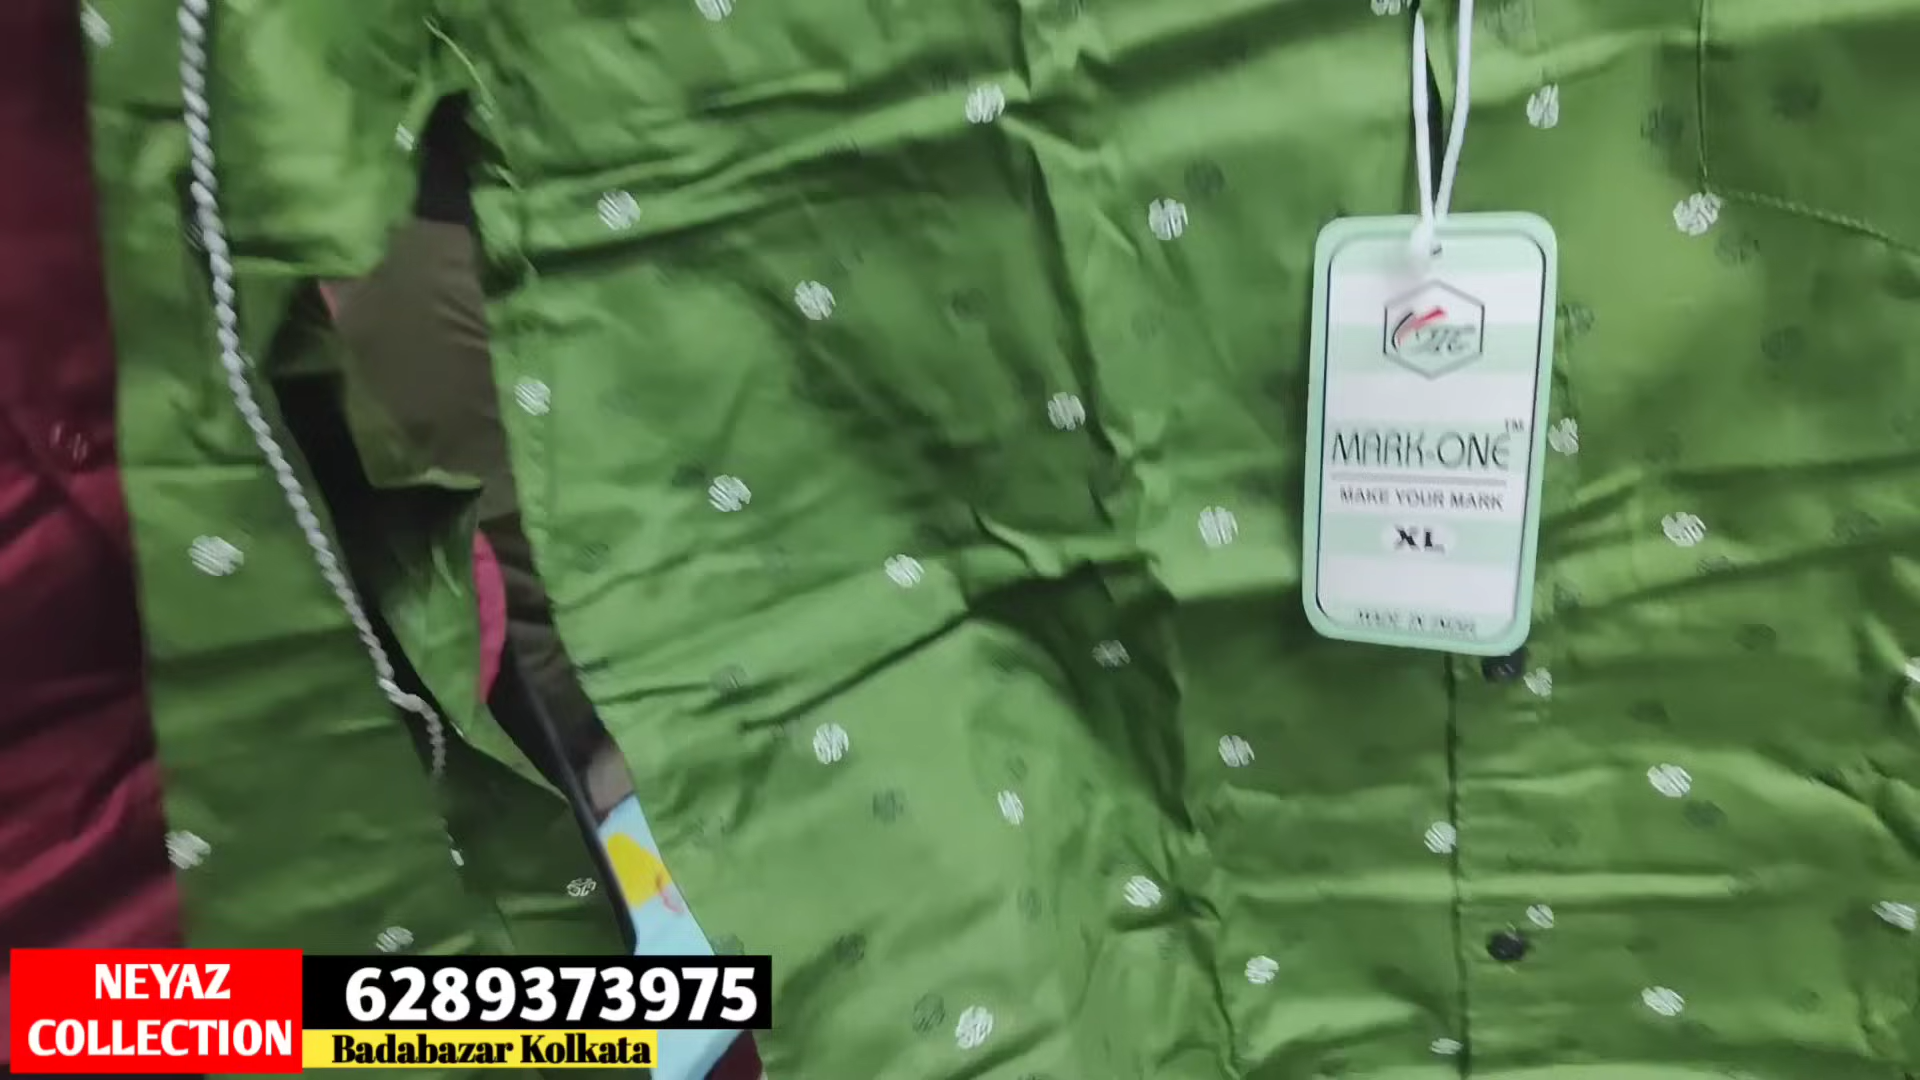 MARK-ONE™
MAKE YOUR MARK
XL
NEYAZ
COLLECTION
6289373975
Badabazar Kolkata